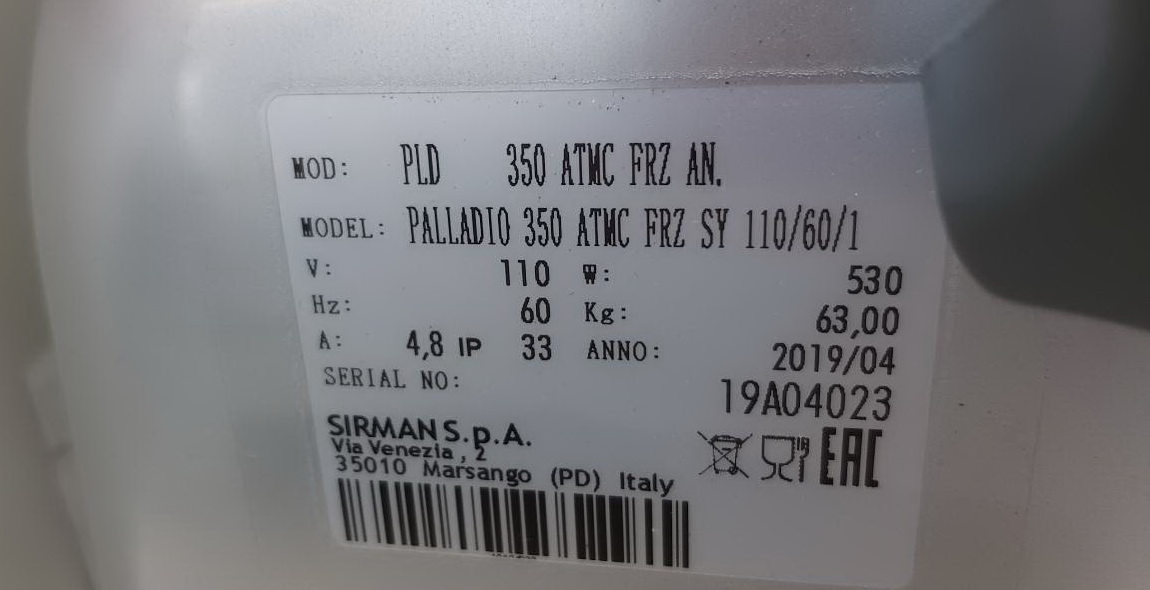 MOD: PLD 350 ATMC FRZ AN.
MODEL: PALLADIO 350 ATMC FRZ SY 110/60/1
V: 110 W: 530
Hz: 60 Kg: 63,00
A: 4,8 IP 33 ANNO: 2019/04
SERIAL NO: 19A04023
SIRMAN S.p.A.
Via Venezia , 2
35010 Marsango (PD) Italy
EAC